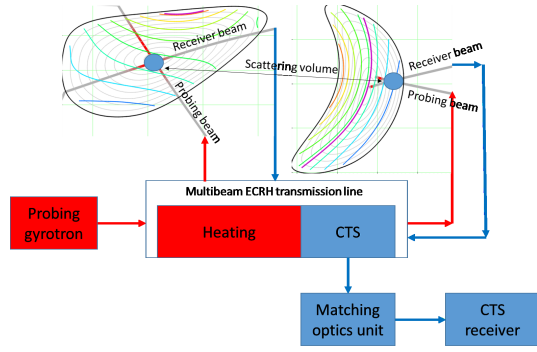 Receiver beam
Scattering volume
Probing beam
Receiver beam
Probing beam
Multibeam ECRH transmission line
Probing
gyrotron
Heating
CTS
Matching
optics unit
CTS
receiver